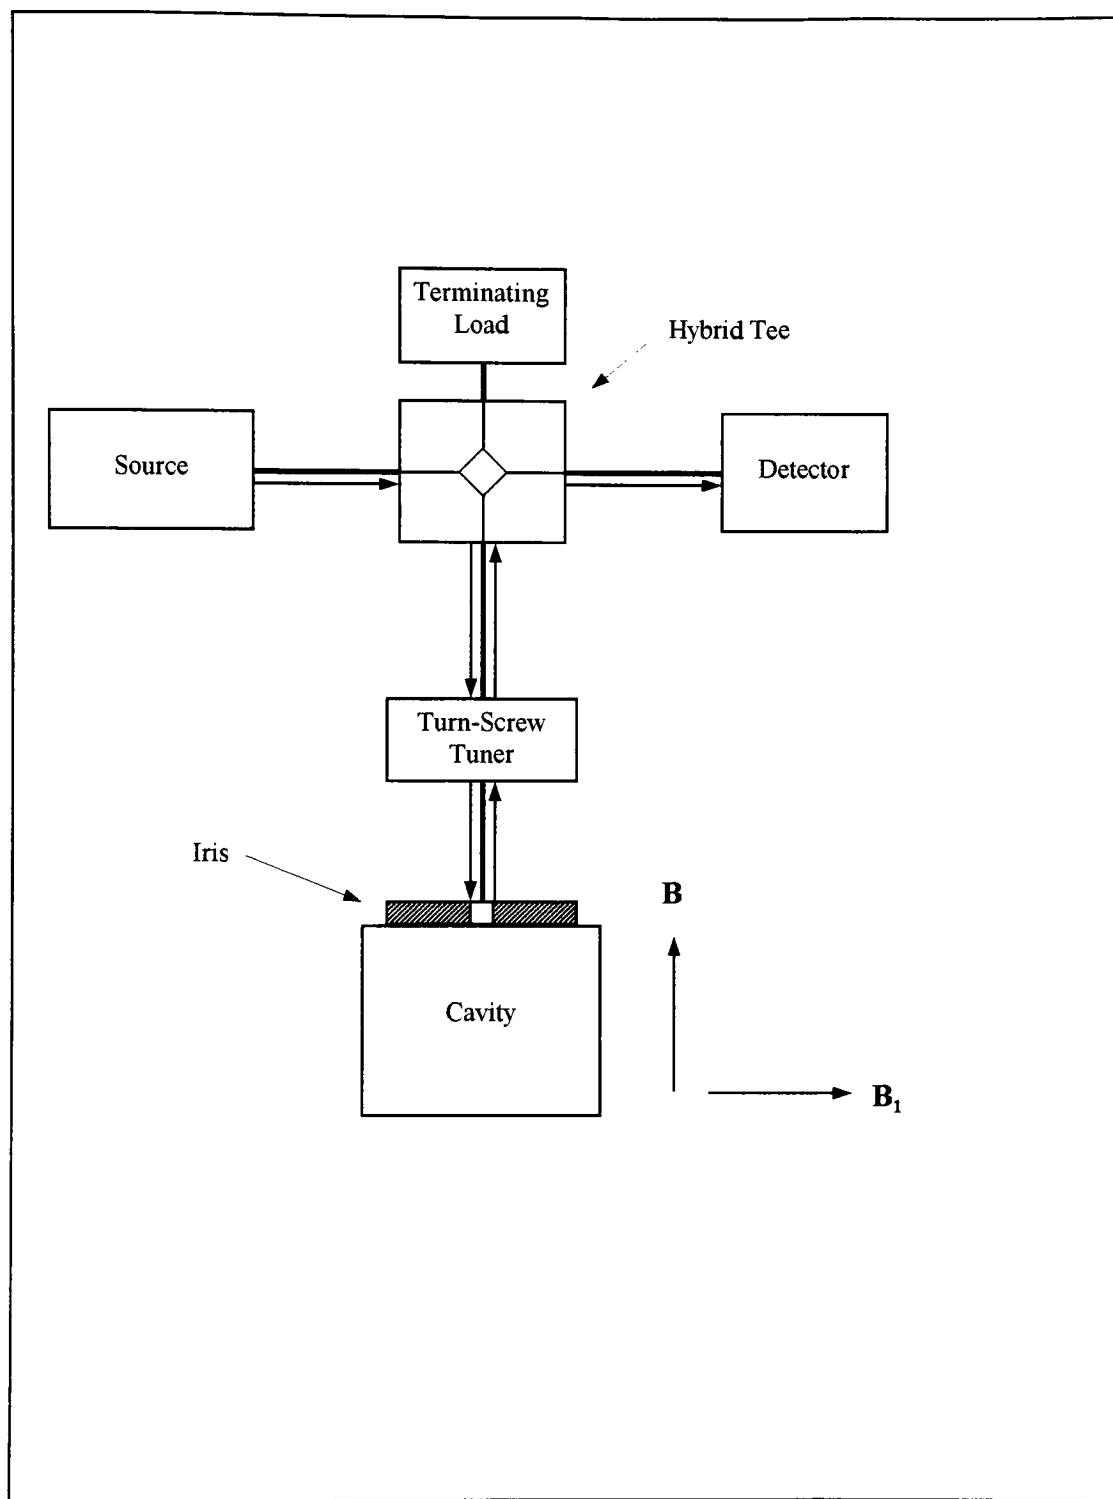 Terminating
Load
Hybrid Tee
Source
Detector
Turn-Screw
Tuner
Iris
B
Cavity
B₁